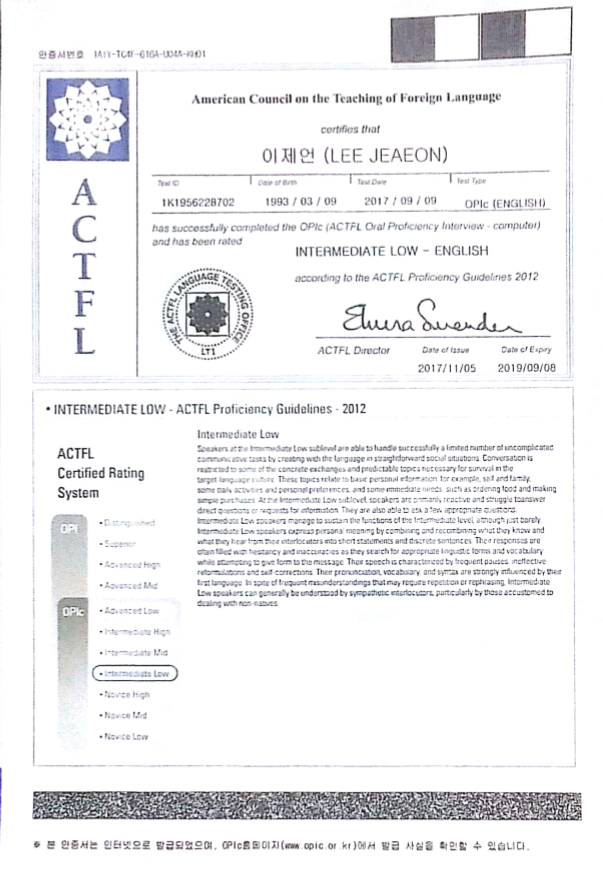 인증서번호
American Council on the Teaching of Foreign Language
certifies that
이제언 (LEE JEAEON)
Test ID Date of Birth Test Date Test Type
1K1956228702 1993 / 03 / 09 2017 / 09 / 09 OPIc (ENGLISH)
has successfully completed the OPIc (ACTFL Oral Proficiency Interview - computer)
and has been rated
INTERMEDIATE LOW – ENGLISH
according to the ACTFL Proficiency Guidelines 2012
ACTFL
THE ACTFL LANGUAGE TESTING OFFICE
LTI
ACTFL Director Date of Issue Date of Expiry
2017/11/05 2019/09/08
• INTERMEDIATE LOW - ACTFL Proficiency Guidelines - 2012
ACTFL
Certified Rating
System
OPI
• Distinguished
• Superior
• Advanced High
• Advanced Mid
OPIc
• Advanced Low
• Intermediate High
• Intermediate Mid
• Intermediate Low
• Novice High
• Novice Mid
• Novice Low
Intermediate Low
Speakers at the Intermediate Low sublevel are able to handle successfully a limited number of uncomplicated
communicative tasks by creating with the language in straightforward social situations. Conversation is
restricted to some of the concrete exchanges and predictable topics necessary for survival in the
target-language culture. These topics relate to basic personal information, for example, self and family,
some daily activities and personal preferences, and some immediate needs, such as ordering food and making
simple purchases. At the Intermediate Low sublevel, speakers are primarily reactive and struggle toanswer
direct questions or requests for information. They are also able to ask a few appropriate questions.
Intermediate Low speakers manage to sustain the functions of the Intermediate level, although just barely
Intermediate Low speakers express personal meaning by combining and recombining what they know and
what they hear from their interlocutors into short statements and discrete sentences. Their responses are
often filled with hesitancy and inaccuracies as they search for appropriate linguistic forms and vocabulary
while attempting to give form to the message. Their speech is characterized by frequent pauses, ineffective
reformulations and self-corrections. Their pronunciation, vocabulary, and syntax are strongly influenced by their
first language. In spite of frequent misunderstandings that may require repetition or rephrasing, Intermediate
Low speakers can generally be understood by sympathetic interlocutors, particularly by those accustomed to
dealing with non-natives.
※ 본 인증서는 인터넷으로 발급되었으며, OPIc홈페이지(www.opic.or.kr)에서 발급 사실을 확인할 수 있습니다.